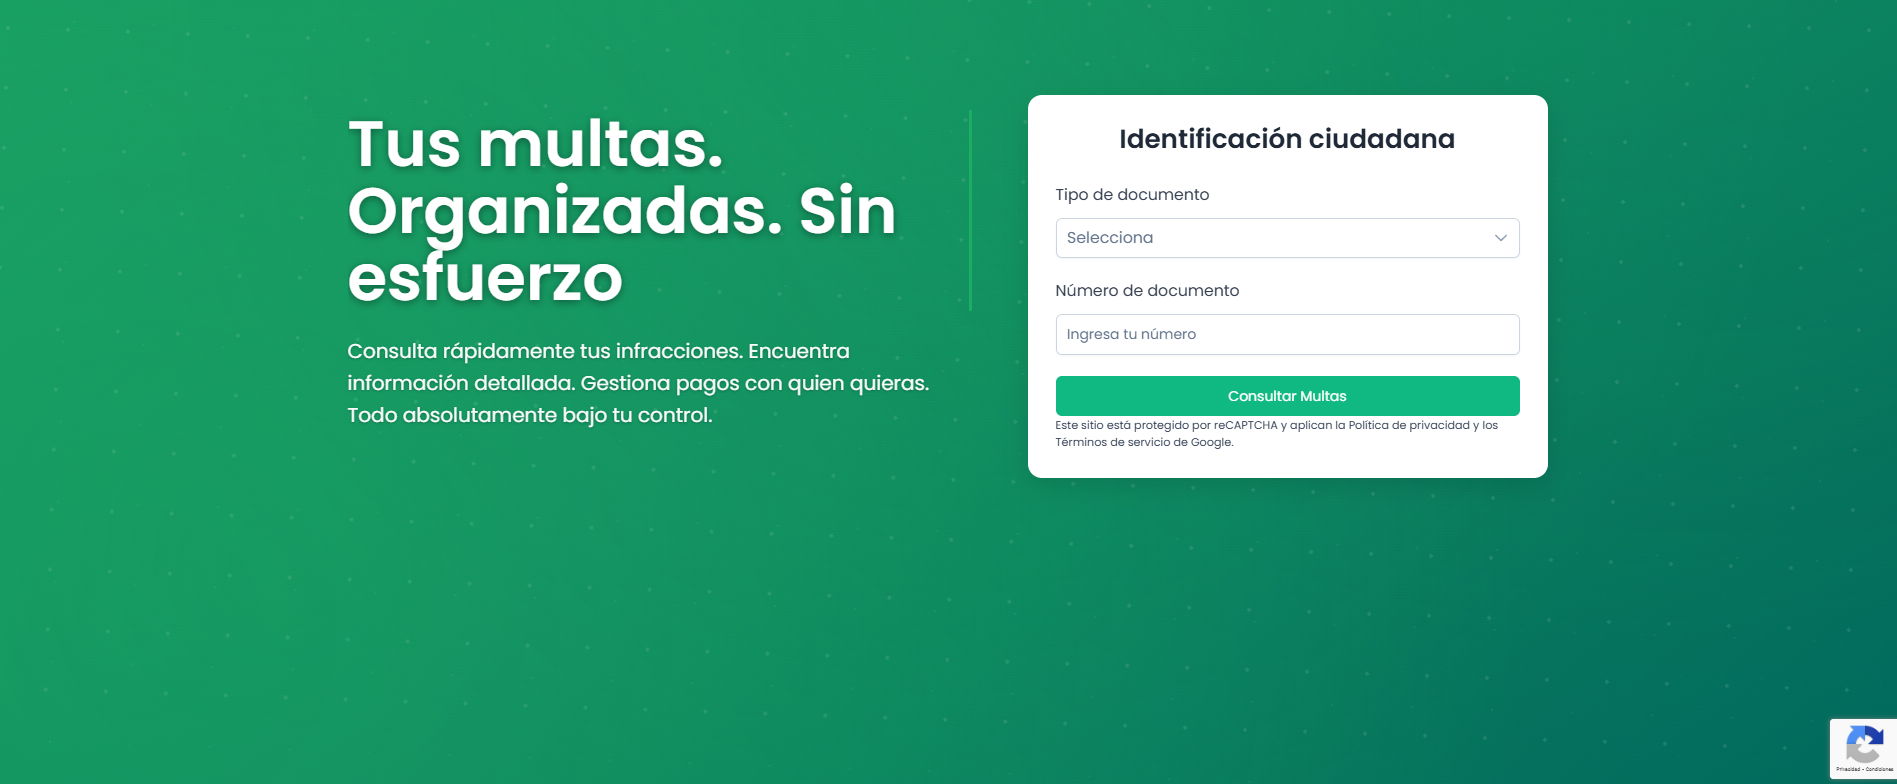 Tus multas.
Organizadas. Sin
esfuerzo
Consulta rápidamente tus infracciones. Encuentra
información detallada. Gestiona pagos con quien quieras.
Todo absolutamente bajo tu control.
Identificación ciudadana
Tipo de documento
Selecciona
Número de documento
Ingresa tu número
Consultar Multas
Este sitio está protegido por reCAPTCHA y aplican la Política de privacidad y los
Términos de servicio de Google.
Privacidad - Condiciones